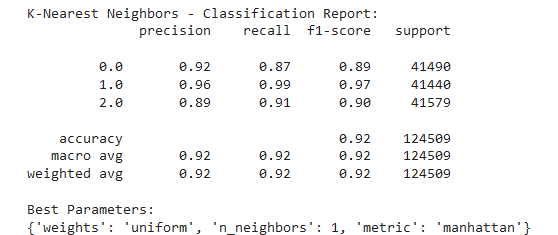 K-Nearest Neighbors - Classification Report:
precision recall f1-score support
0.0 0.92 0.87 0.89 41490
1.0 0.96 0.99 0.97 41440
2.0 0.89 0.91 0.90 41579
accuracy 0.92 124509
macro avg 0.92 0.92 0.92 124509
weighted avg 0.92 0.92 0.92 124509
Best Parameters:
{'weights': 'uniform', 'n_neighbors': 1, 'metric': 'manhattan'}